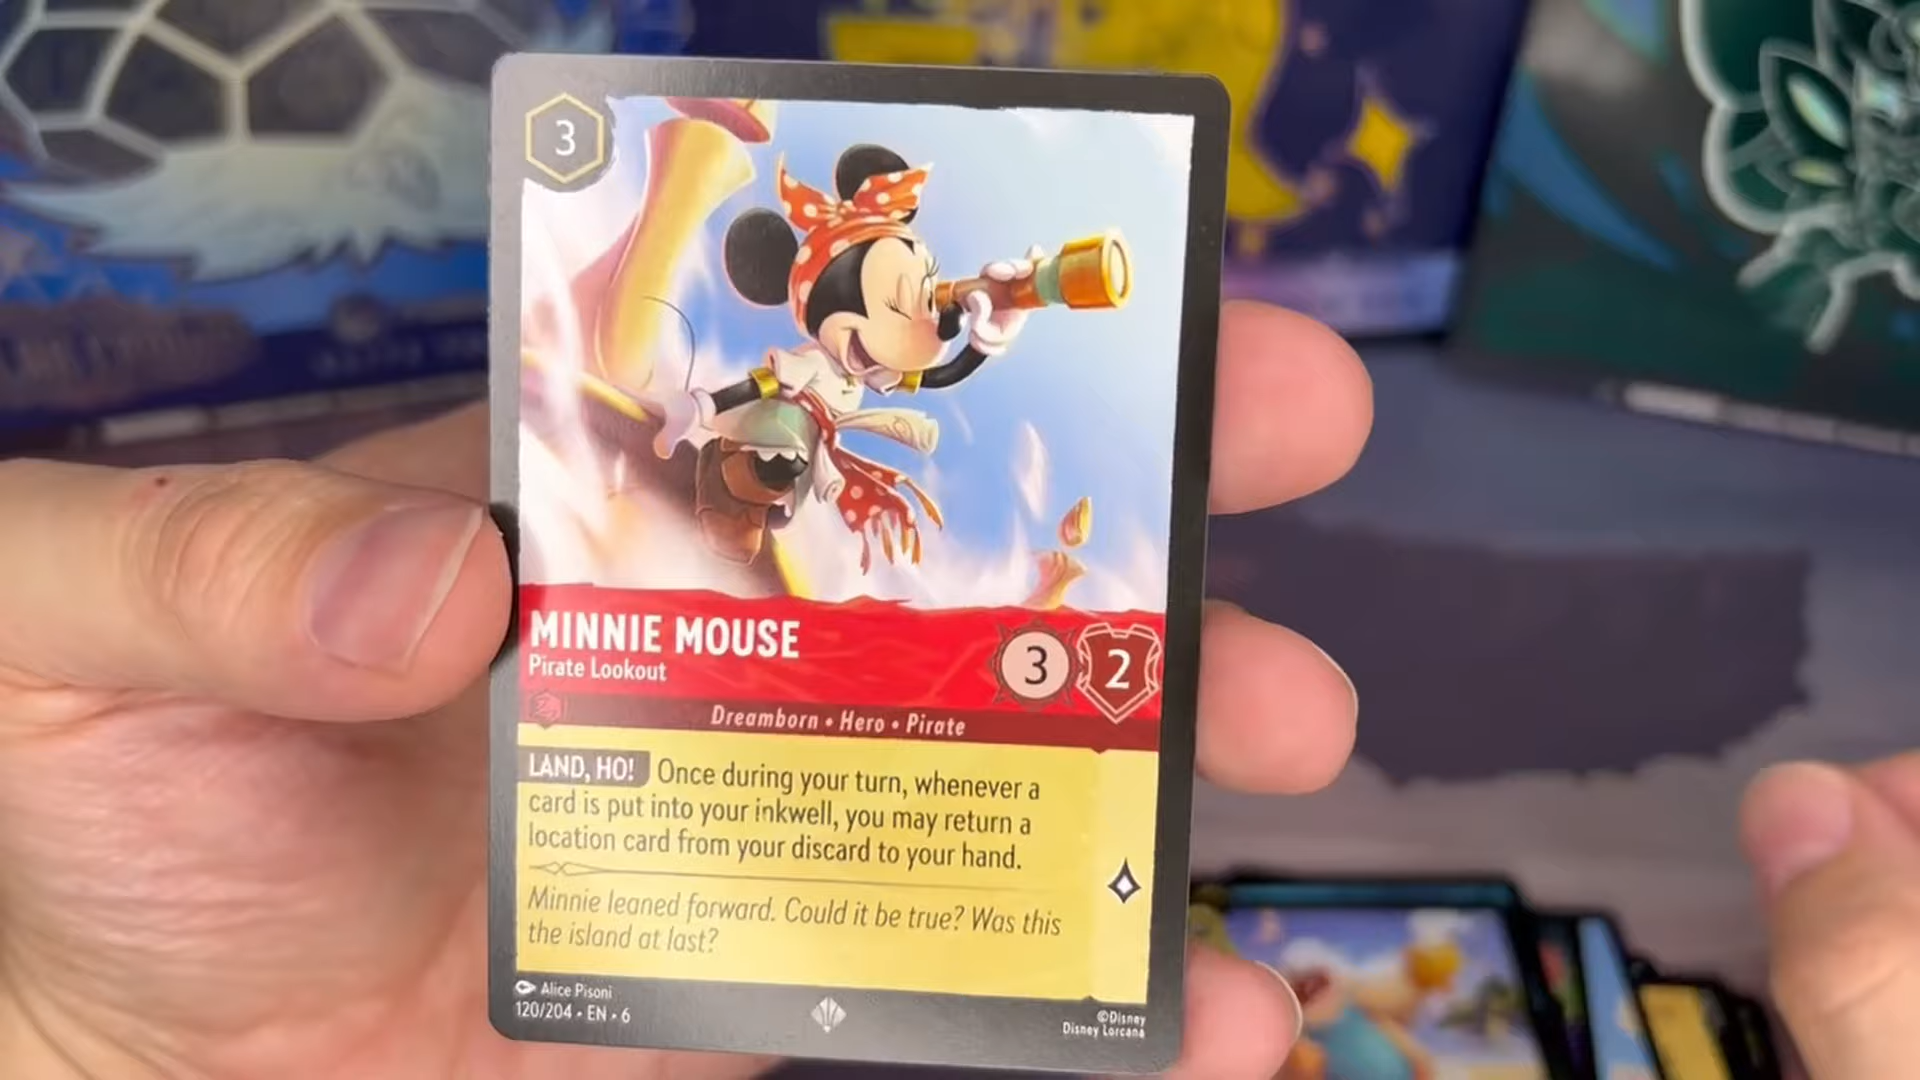 3
MINNIE MOUSE
Pirate Lookout
3 2
Dreamborn • Hero • Pirate
LAND, HO! Once during your turn, whenever a
card is put into your inkwell, you may return a
location card from your discard to your hand.
Minnie leaned forward. Could it be true? Was this
the island at last?
Alice Pisoni
120/204 • EN • 6
©Disney
Disney Lorcana